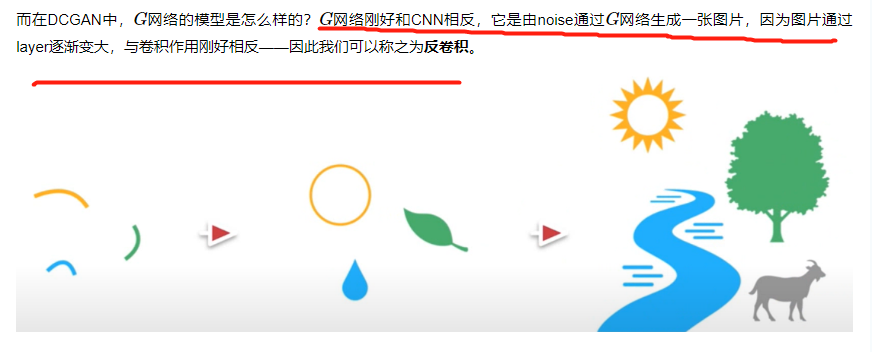 而在DCGAN中，G网络的模型是怎么样的？G网络刚好和CNN相反，它是由noise通过G网络生成一张图片，因为图片通过
layer逐渐变大，与卷积作用刚好相反——因此我们可以称之为反卷积。